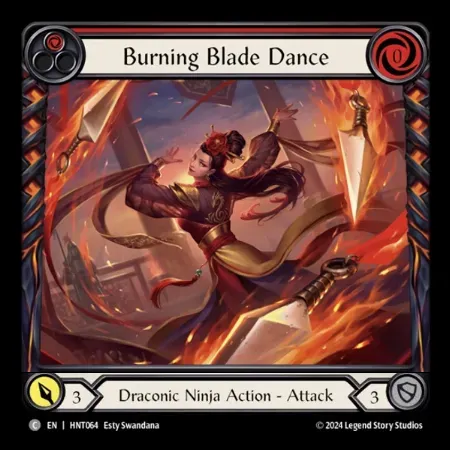 Burning Blade Dance
0
3
Draconic Ninja Action - Attack
3
C EN | HNT064 Esty Swandana
© 2024 Legend Story Studios